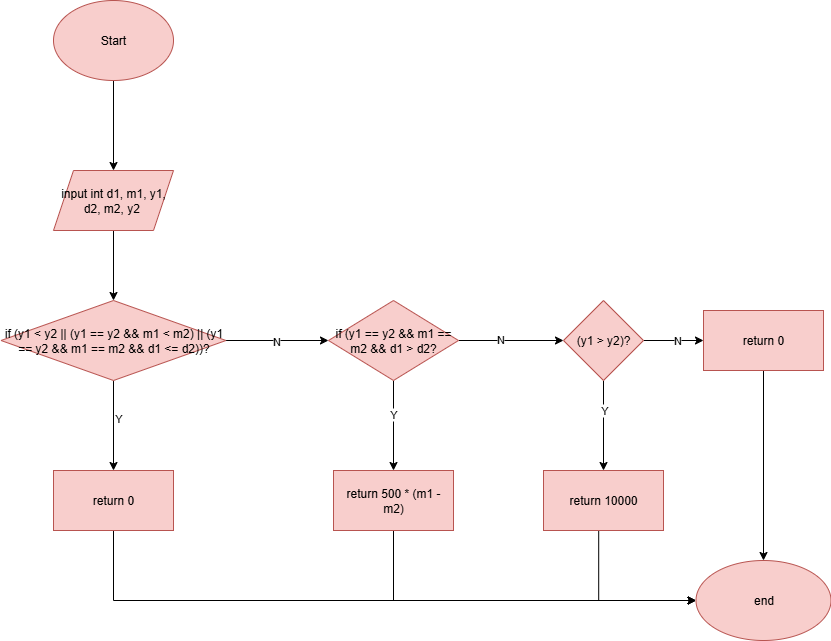 Start
input int d1, m1, y1,
d2, m2, y2
if (y1 < y2 || (y1 == y2 && m1 < m2) || (y1
== y2 && m1 == m2 && d1 <= d2))?
N
if (y1 == y2 && m1 ==
m2 && d1 > d2?
N
(y1 > y2)?
N
return 0
Y
Y
Y
return 0
return 500 * (m1 -
m2)
return 10000
end